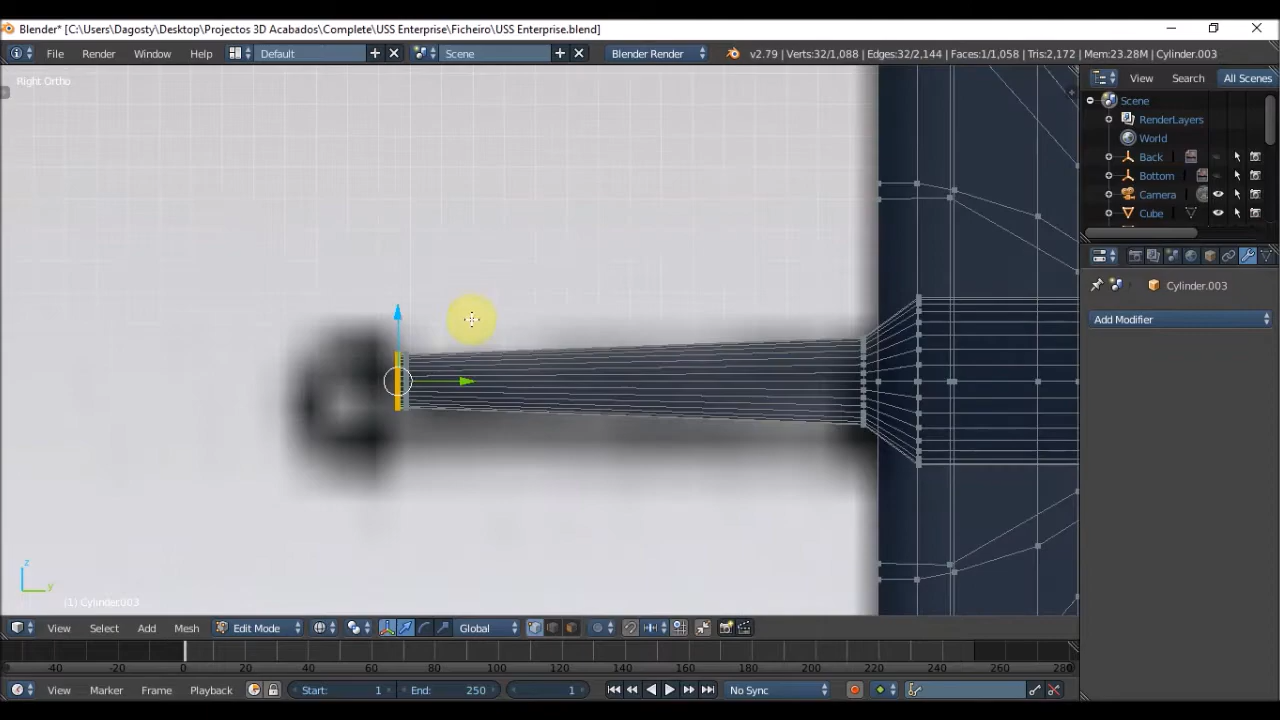 Blender* [C:\Users\Dagosty\Desktop\Projectos 3D Acabados\Complete\USS Enterprise\Ficheiro\USS Enterprise.blend]
File Render Window Help Default Scene Blender Render v2.79 | Verts:32/1,088 | Edges:32/2,144 | Faces:1/1,058 | Tris:2,172 | Mem:23.28M | Cylinder.003
Right Ortho
View Search All Scenes
Scene
RenderLayers
World
Back
Bottom
Camera
Cube
Cylinder.003
Add Modifier
z
y
(1) Cylinder.003
View Select Add Mesh Edit Mode Global
-40 -20 0 20 40 60 80 100 120 140 160 180 200 220 240 260 280
View Marker Frame Playback Start: 1 End: 250 1 No Sync